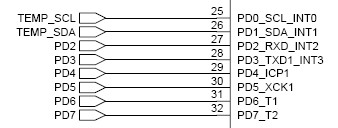 TEMP_SCL 25 PD0_SCL_INT0
TEMP_SDA 26 PD1_SDA_INT1
PD2 27 PD2_RXD_INT2
PD3 28 PD3_TXD1_INT3
PD4 29 PD4_ICP1
PD5 30 PD5_XCK1
PD6 31 PD6_T1
PD7 32 PD7_T2